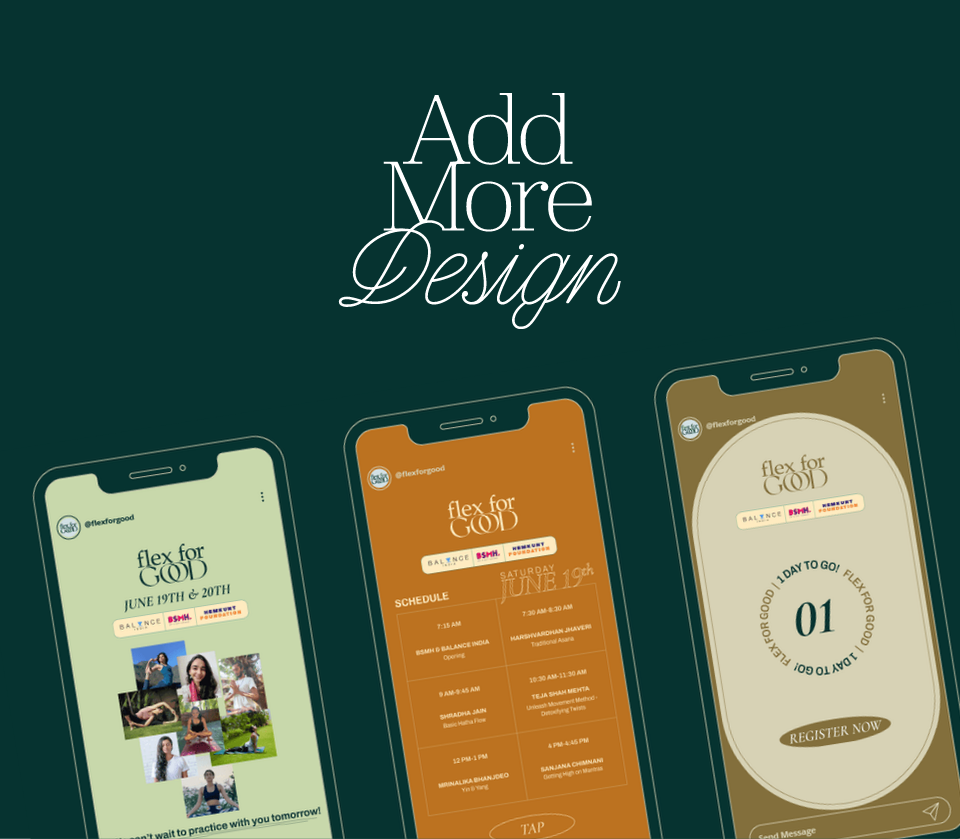 Add
More
Design
@flexforgood
flex for
GOOD
JUNE 19TH & 20TH
BALANCE
INDIA
BSMH.
HEMKUNT
FOUNDATION
can't wait to practice with you tomorrow!
@flexforgood
flex for
GOOD
BALANCE
INDIA
BSMH.
HEMKUNT
FOUNDATION
SATURDAY
JUNE 19th
SCHEDULE
7:15 AM
BSMH & BALANCE INDIA
Opening
7:30 AM-8:30 AM
HARSHVARDHAN JHAVERI
Traditional Asana
9 AM-9:45 AM
SHRADHA JAIN
Basic Hatha Flow
10:30 AM-11:30 AM
TEJA SHAH MEHTA
Unleash Movement Method -
Detoxifying Twists
12 PM-1 PM
MRINALIKA BHANJDEO
Yin & Yang
4 PM-4:45 PM
SANJANA CHIMNANI
Getting High on Mantras
TAP
@flexforgood
flex for
GOOD
BALANCE
INDIA
BSMH.
HEMKUNT
FOUNDATION
1 DAY TO GO! FLEX FOR GOOD | 1 DAY TO GO! FLEX FOR GOOD |
01
REGISTER NOW
Send Message